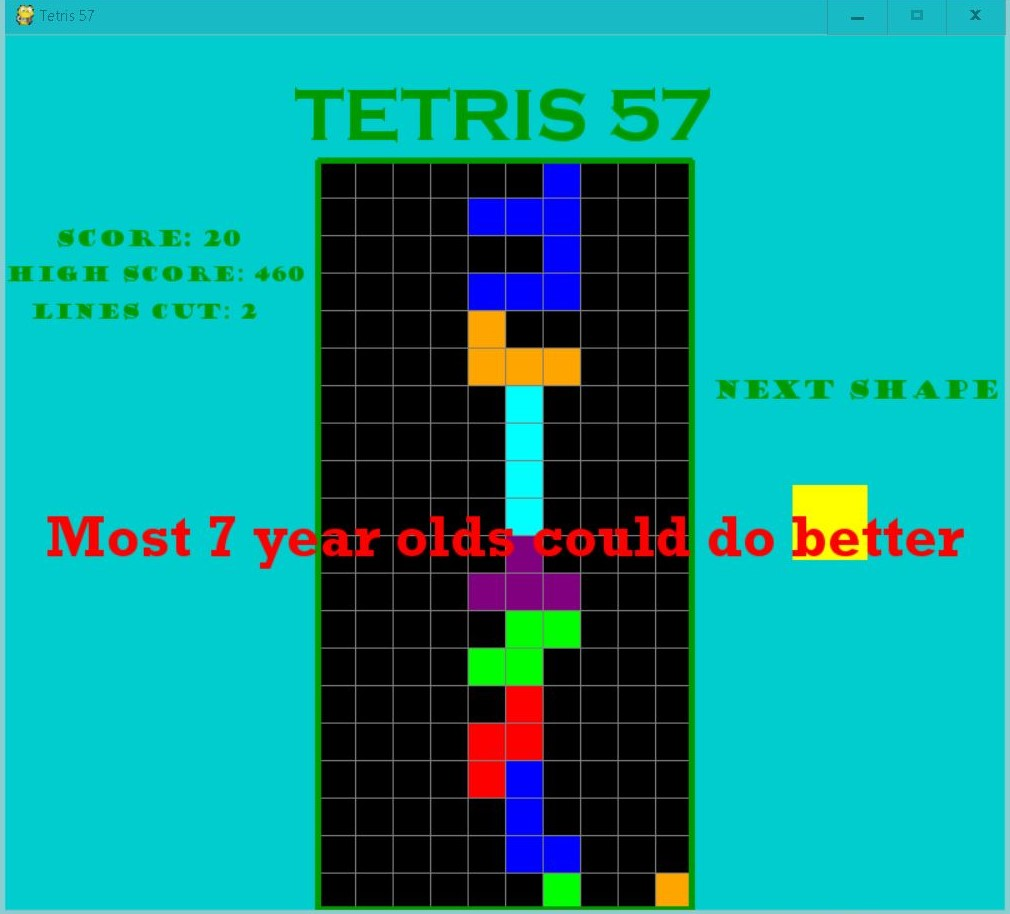 Tetris 57
TETRIS 57
SCORE: 20
HIGH SCORE: 460
LINES CUT: 2
NEXT SHAPE
Most 7 year olds could do better